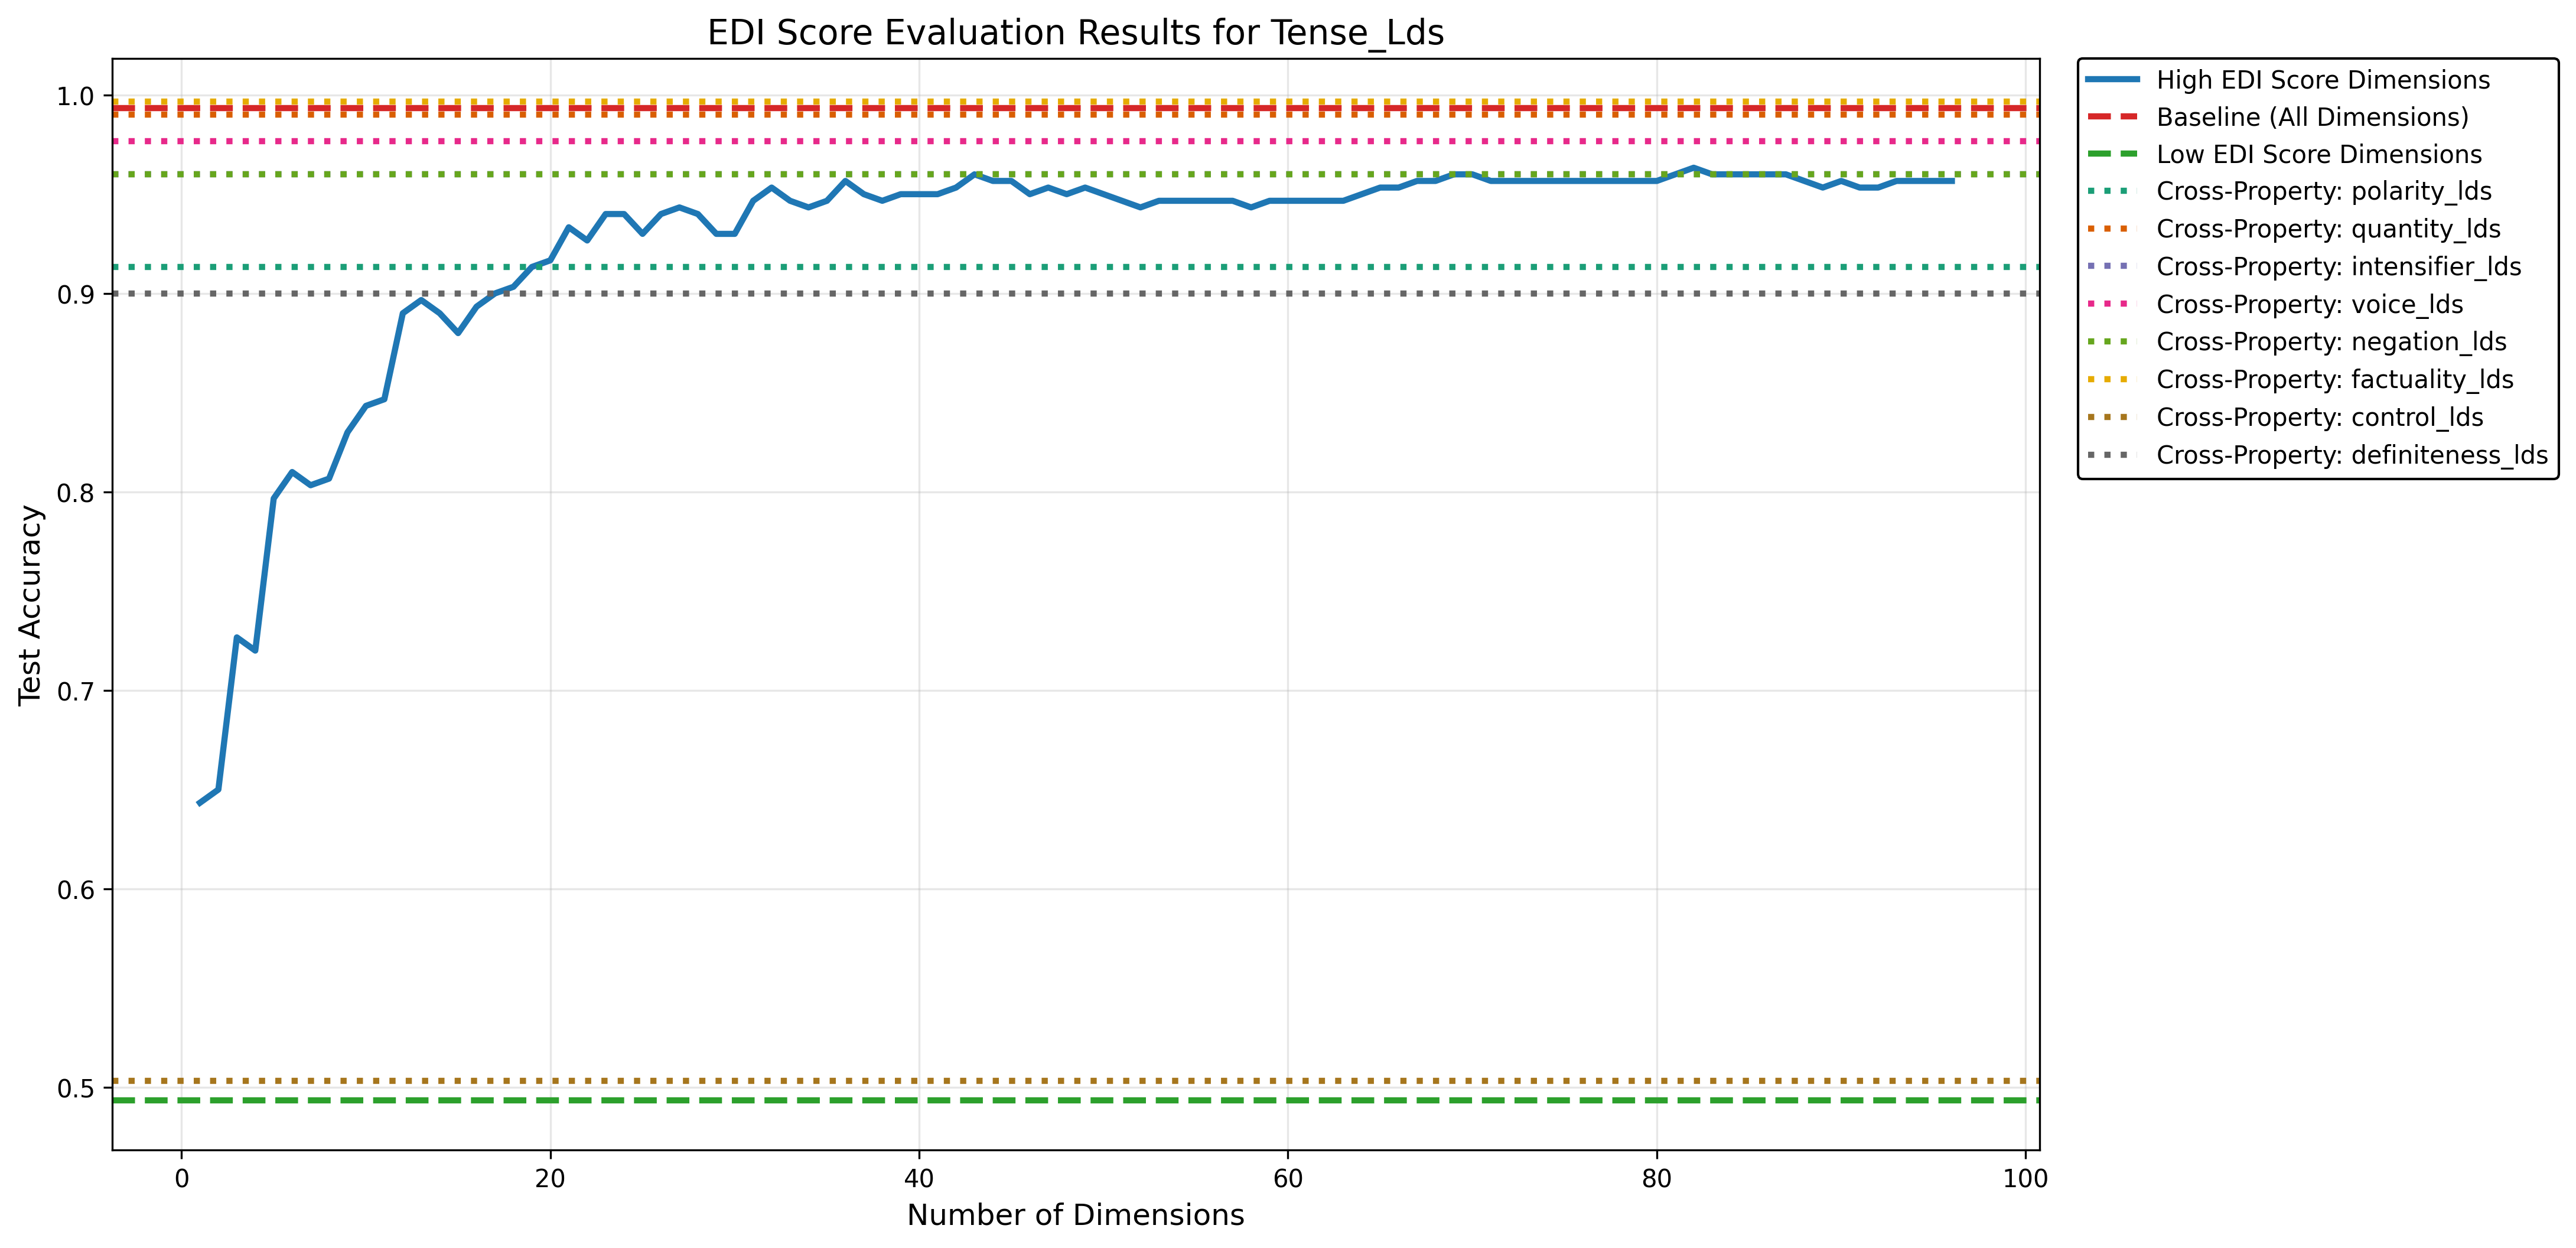 EDI Score Evaluation Results for Tense_Lds
Test Accuracy
1.0
0.9
0.8
0.7
0.6
0.5
0
20
40
60
80
100
Number of Dimensions
High EDI Score Dimensions
Baseline (All Dimensions)
Low EDI Score Dimensions
Cross-Property: polarity_lds
Cross-Property: quantity_lds
Cross-Property: intensifier_lds
Cross-Property: voice_lds
Cross-Property: negation_lds
Cross-Property: factuality_lds
Cross-Property: control_lds
Cross-Property: definiteness_lds